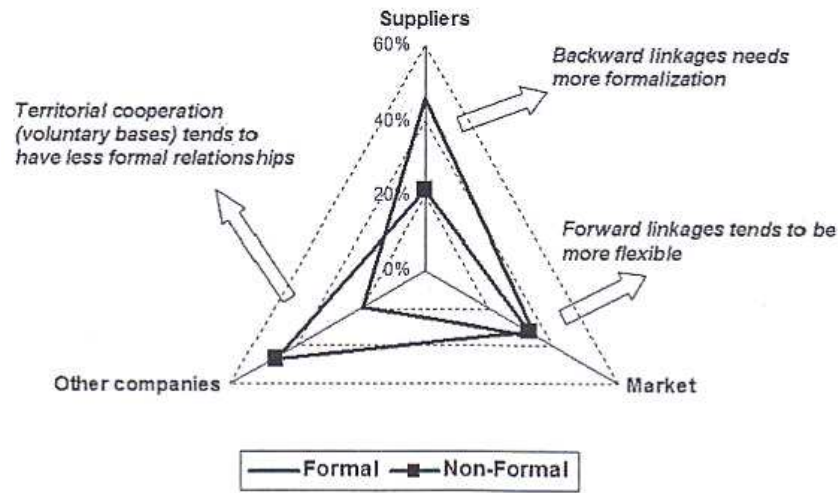 Suppliers
60%
Backward linkages needs
more formalization
Territorial cooperation
(voluntary bases) tends to
have less formal relationships
40%
20%
Forward linkages tends to be
more flexible
0%
Other companies
Market
Formal
Non-Formal